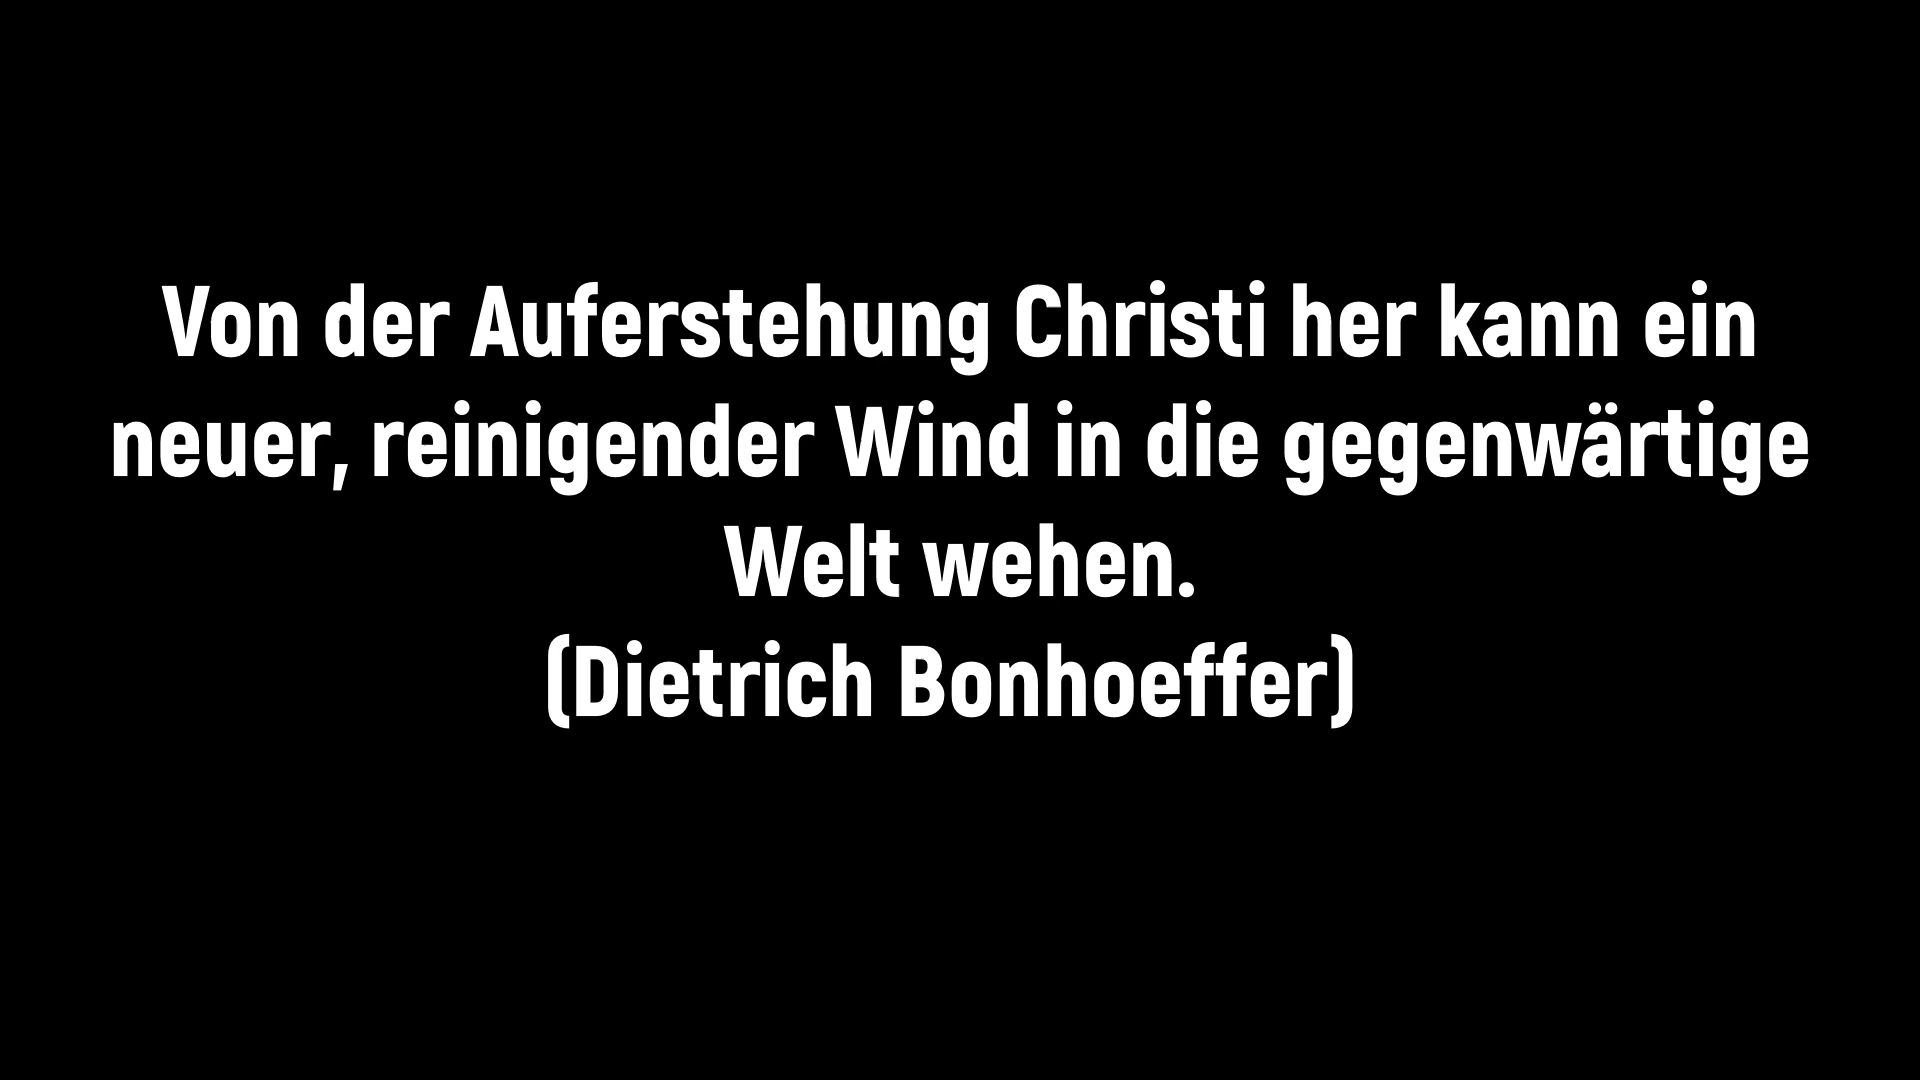 Von der Auferstehung Christi her kann ein
neuer, reinigender Wind in die gegenwärtige
Welt wehen.
(Dietrich Bonhoeffer)